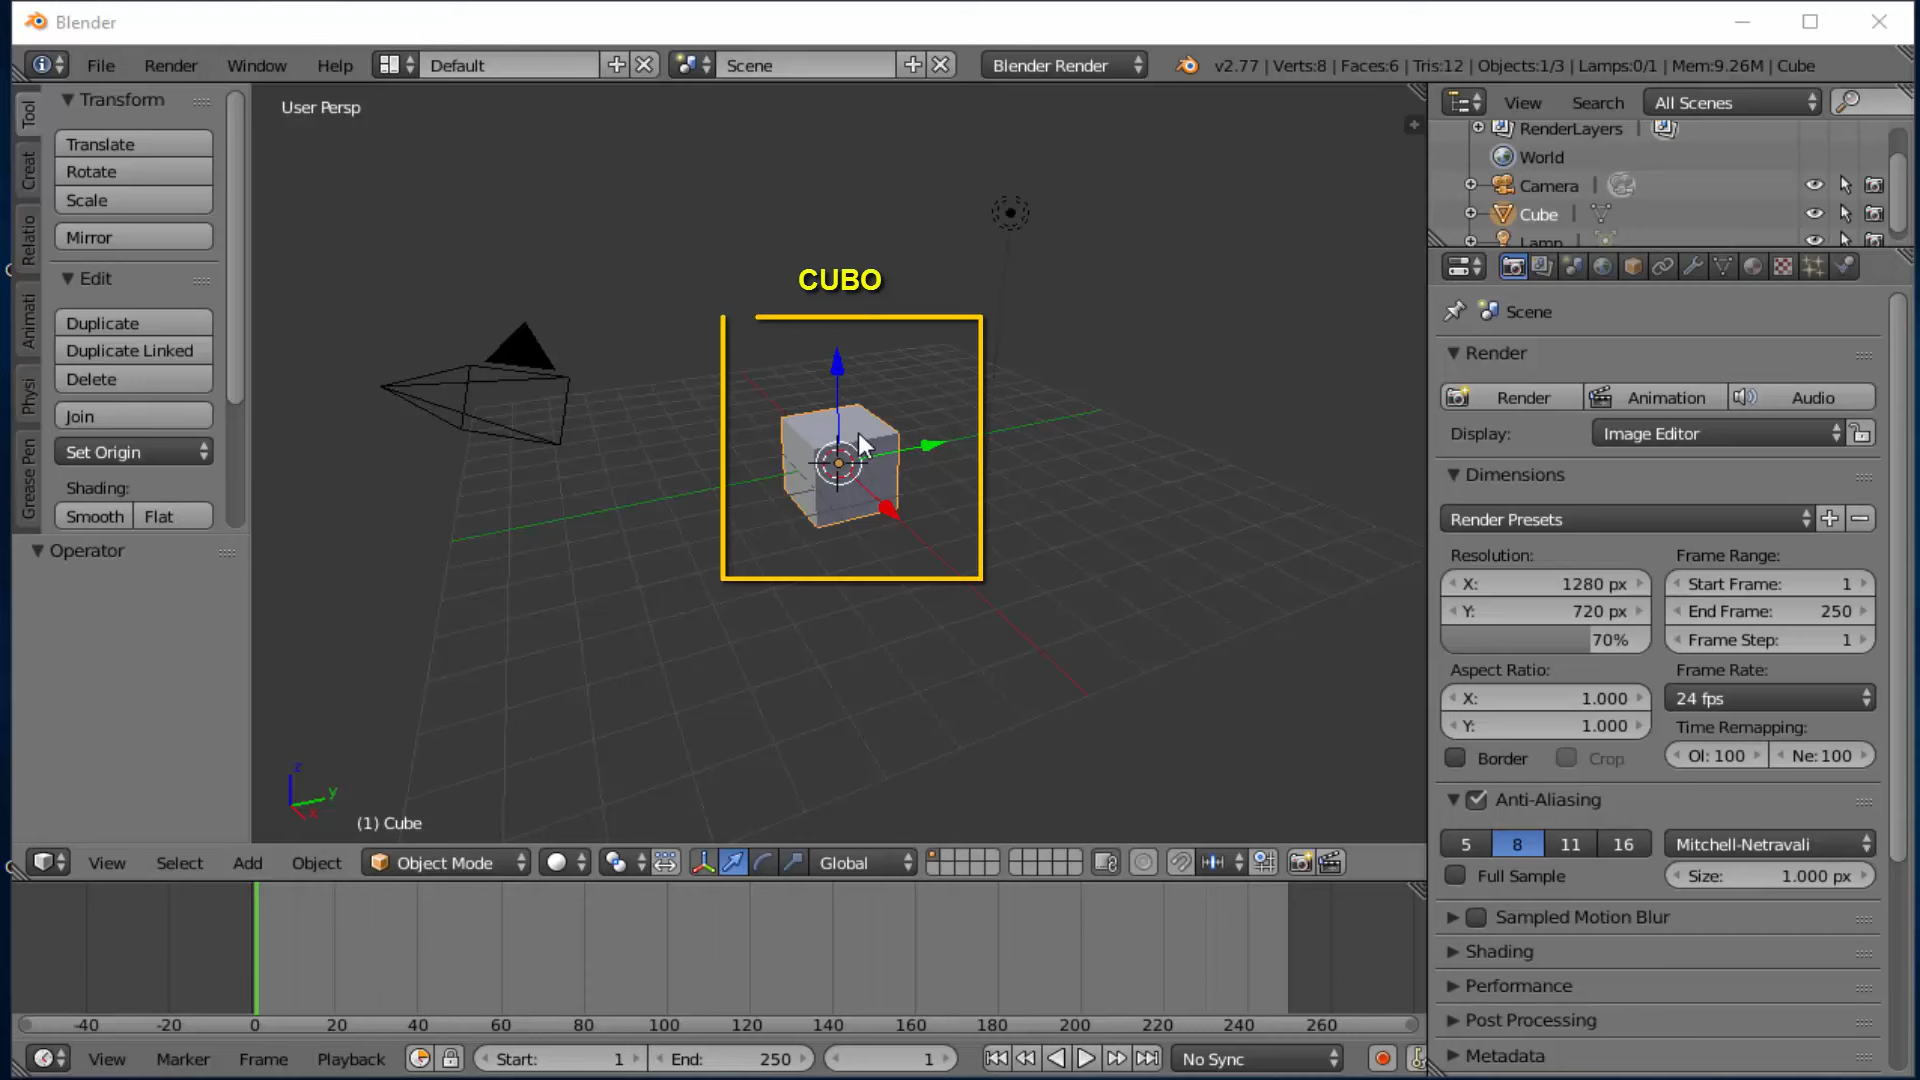 Blender
File Render Window Help Default Scene Blender Render v2.77 | Verts:8 | Faces:6 | Tris:12 | Objects:1/3 | Lamps:0/1 | Mem:9.26M | Cube
Tool
Creat
Relatio
Animati
Physi
Grease Pen
Transform
Translate
Rotate
Scale
Mirror
Edit
Duplicate
Duplicate Linked
Delete
Join
Set Origin
Shading:
Smooth Flat
Operator
User Persp
CUBO
z
y
x
(1) Cube
View Select Add Object Object Mode Global
View Search All Scenes
RenderLayers
World
Camera
Cube
Lamp
Scene
Render
Render Animation Audio
Display: Image Editor
Dimensions
Render Presets
Resolution: Frame Range:
X: 1280 px Start Frame: 1
Y: 720 px End Frame: 250
70% Frame Step: 1
Aspect Ratio: Frame Rate:
X: 1.000 24 fps
Y: 1.000 Time Remapping:
Border Crop Ol: 100 Ne: 100
Anti-Aliasing
5 8 11 16 Mitchell-Netravali
Full Sample Size: 1.000 px
Sampled Motion Blur
Shading
Performance
Post Processing
Metadata
-40 -20 0 20 40 60 80 100 120 140 160 180 200 220 240 260
View Marker Frame Playback Start: 1 End: 250 1 No Sync